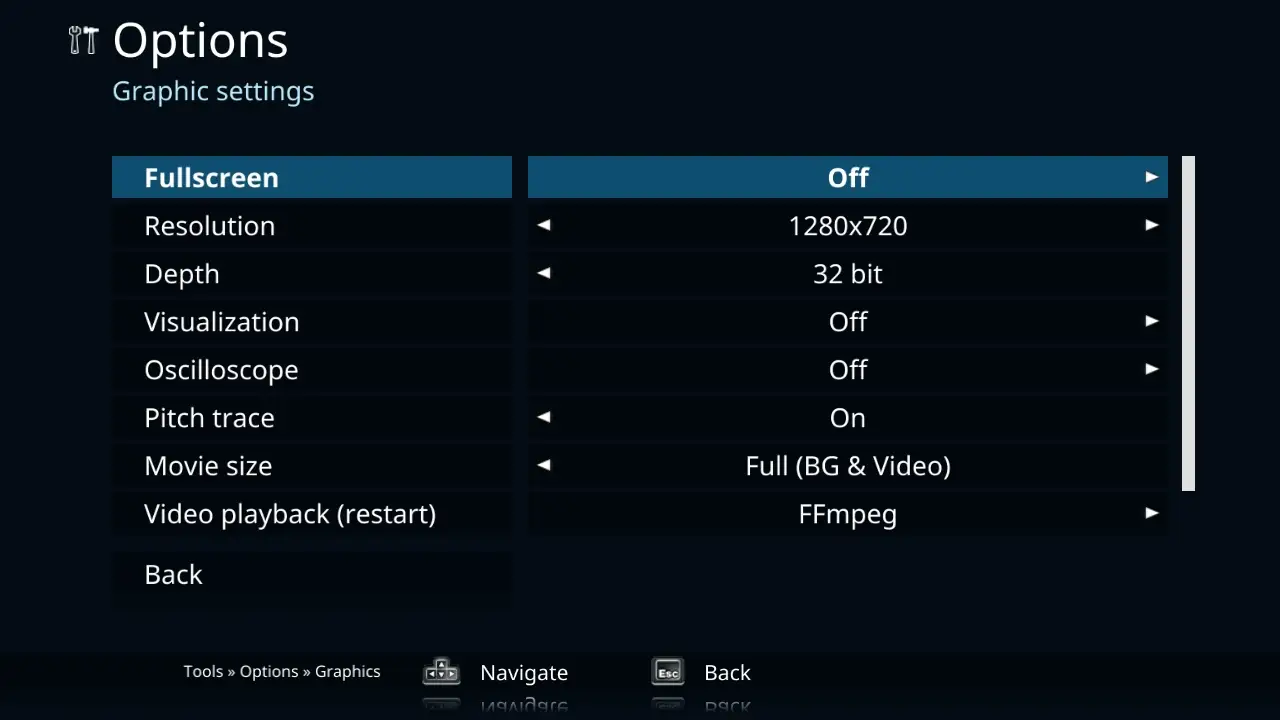 Options
Graphic settings
Fullscreen Off
Resolution 1280x720
Depth 32 bit
Visualization Off
Oscilloscope Off
Pitch trace On
Movie size Full (BG & Video)
Video playback (restart) FFmpeg
Back
Tools » Options » Graphics Navigate Esc Back